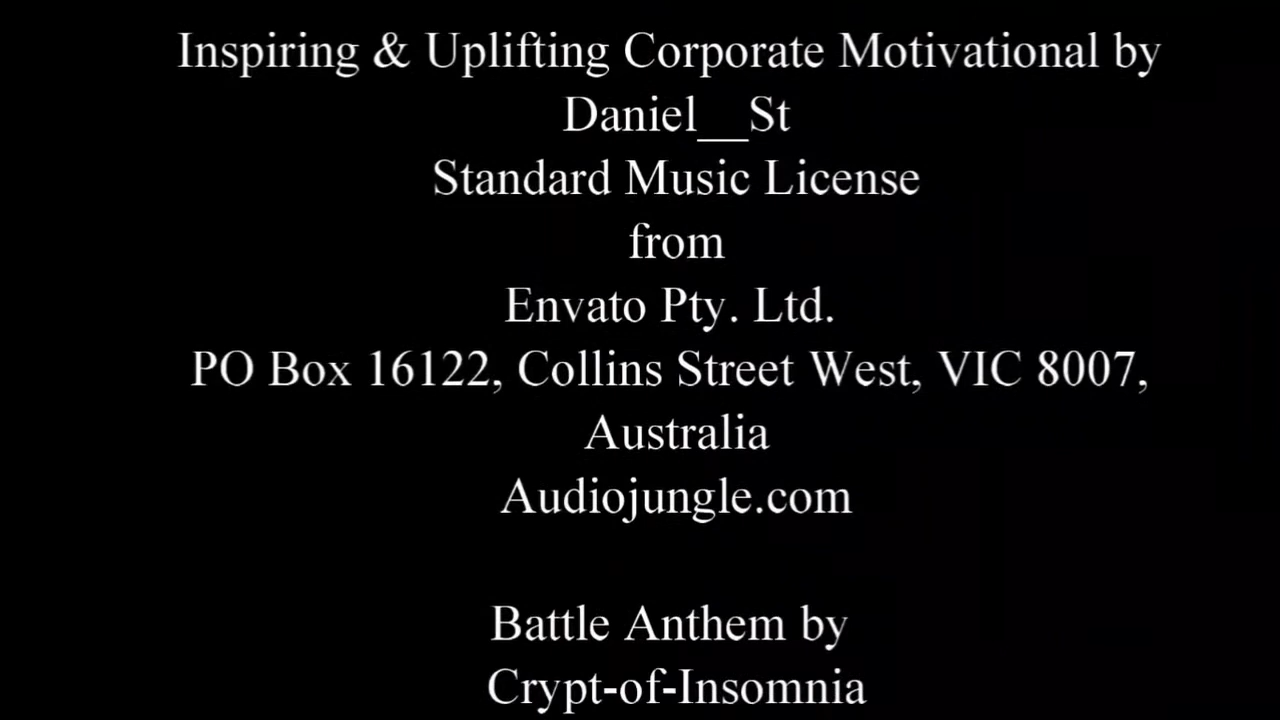 Inspiring & Uplifting Corporate Motivational by
Daniel__St
Standard Music License
from
Envato Pty. Ltd.
PO Box 16122, Collins Street West, VIC 8007,
Australia
Audiojungle.com
Battle Anthem by
Crypt-of-Insomnia